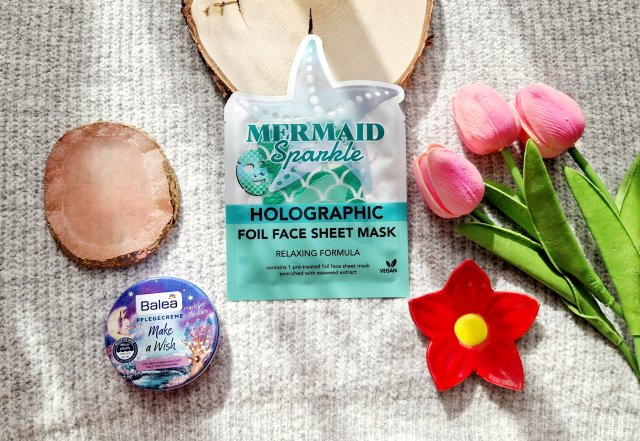 MERMAID
Sparkle
HOLOGRAPHIC
FOIL FACE SHEET MASK
RELAXING FORMULA
contains 1 pre-treated foil face sheet mask
enenriched with seaweed extract
VEGAN
Balea
PFLEGECREME
Make
a Wish